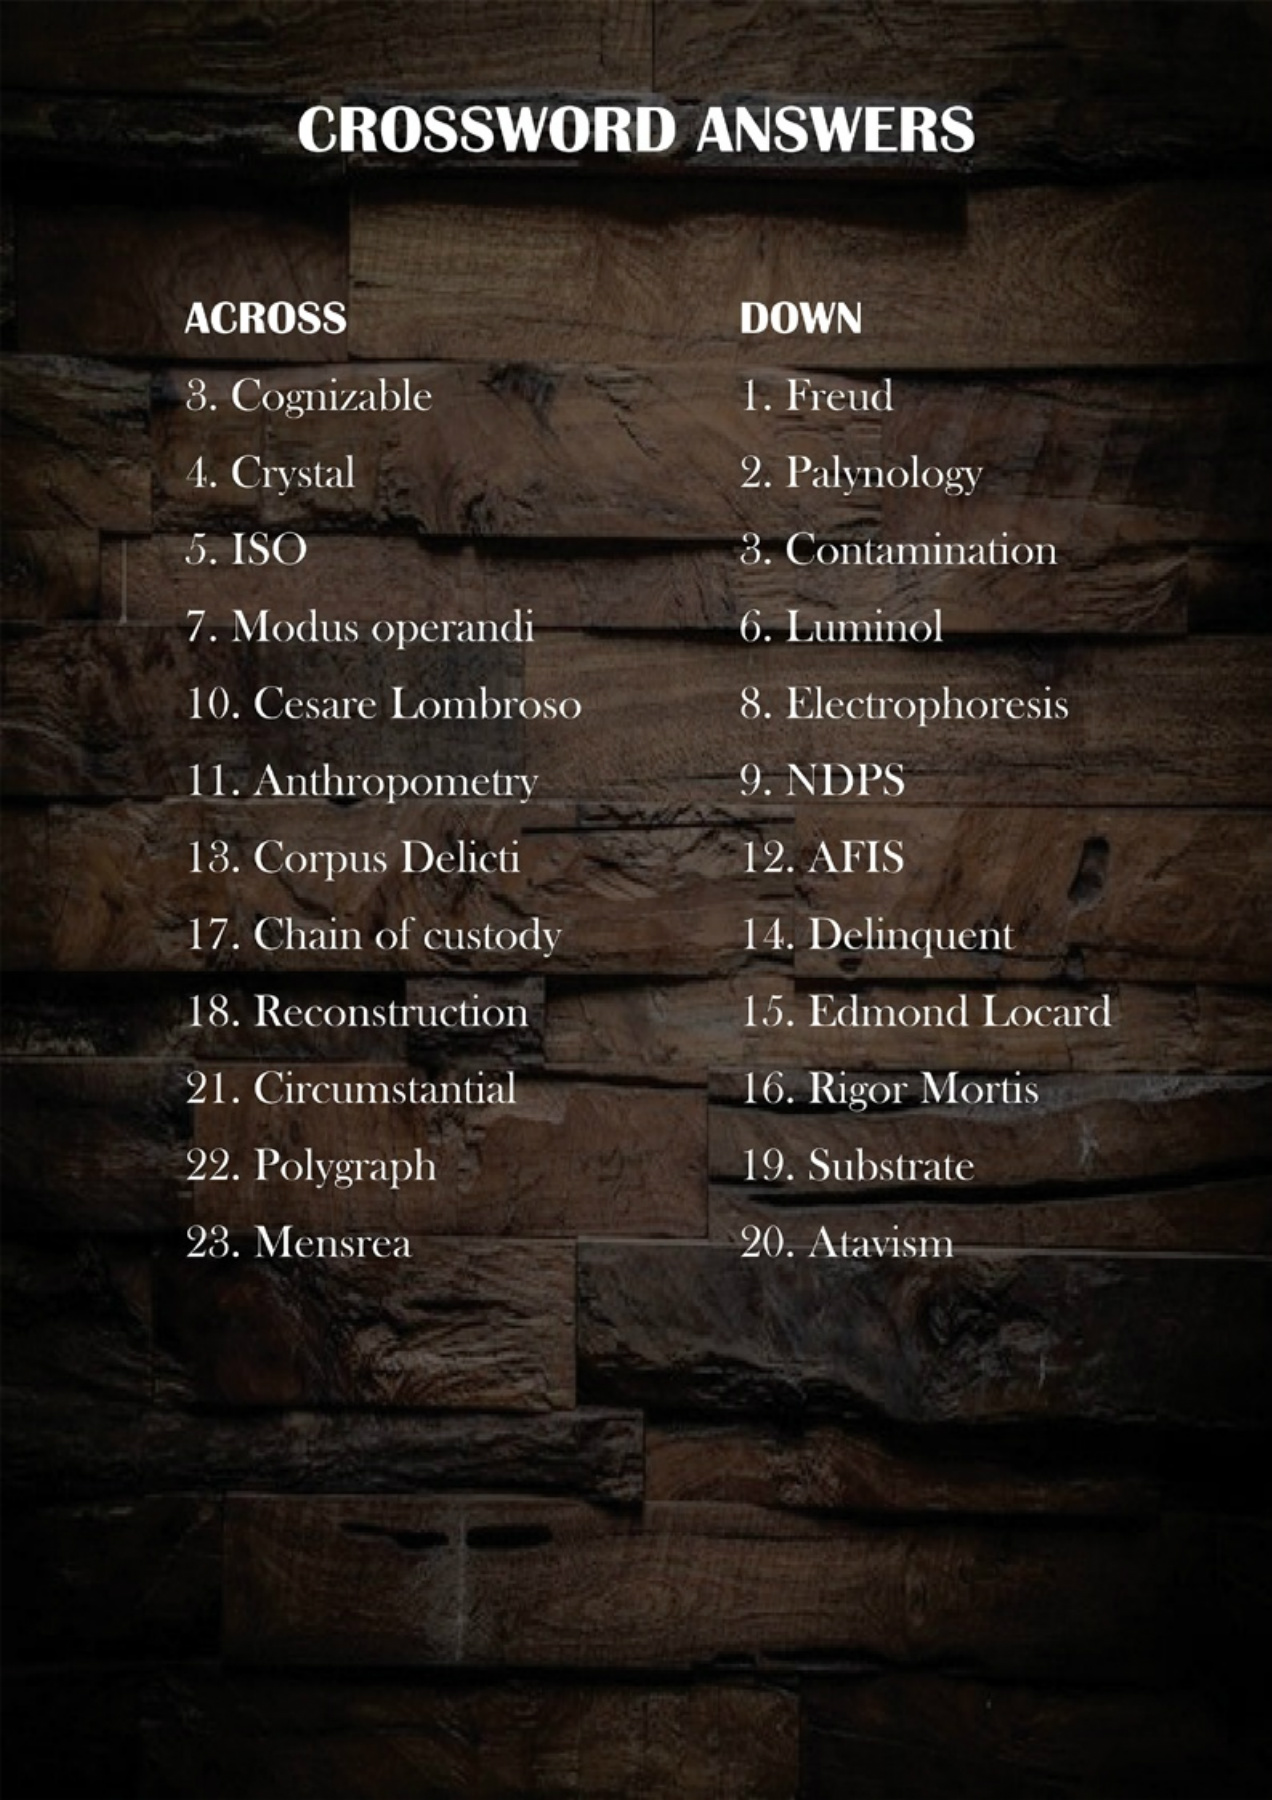 CROSSWORD ANSWERS
ACROSS
3. Cognizable
4. Crystal
5. ISO
7. Modus operandi
10. Cesare Lombroso
11. Anthropometry
13. Corpus Delicti
17. Chain of custody
18. Reconstruction
21. Circumstantial
22. Polygraph
23. Mensrea
DOWN
1. Freud
2. Palynology
3. Contamination
6. Luminol
8. Electrophoresis
9. NDPS
12. AFIS
14. Delinquent
15. Edmond Locard
16. Rigor Mortis
19. Substrate
20. Atavism